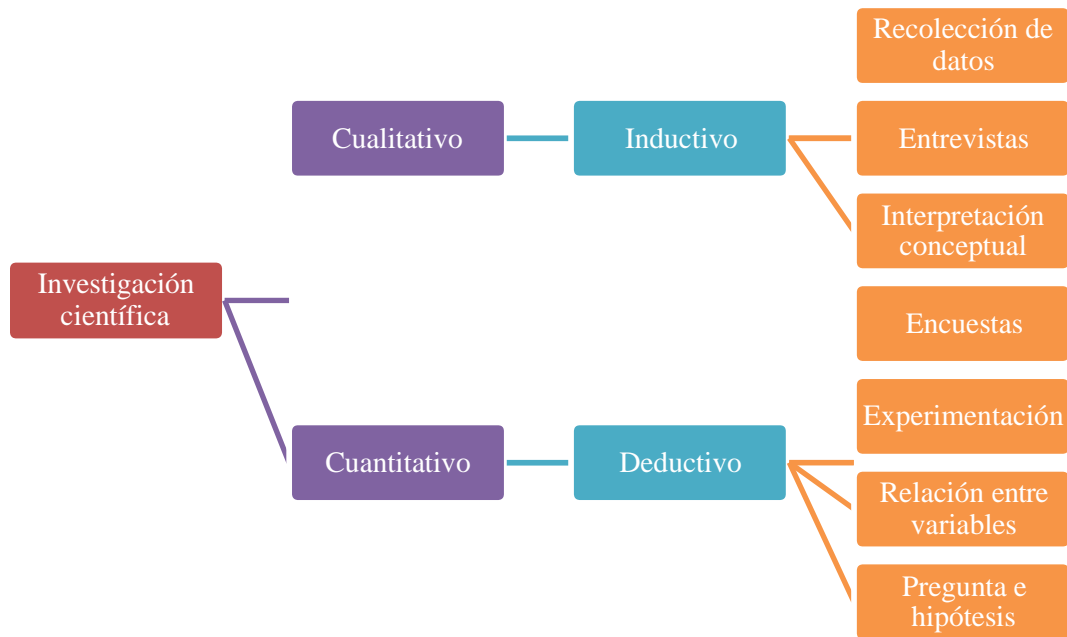 Investigación
científica
Cualitativo
Inductivo
Recolección de
datos
Entrevistas
Interpretación
conceptual
Cuantitativo
Deductivo
Encuestas
Experimentación
Relación entre
variables
Pregunta e
hipótesis